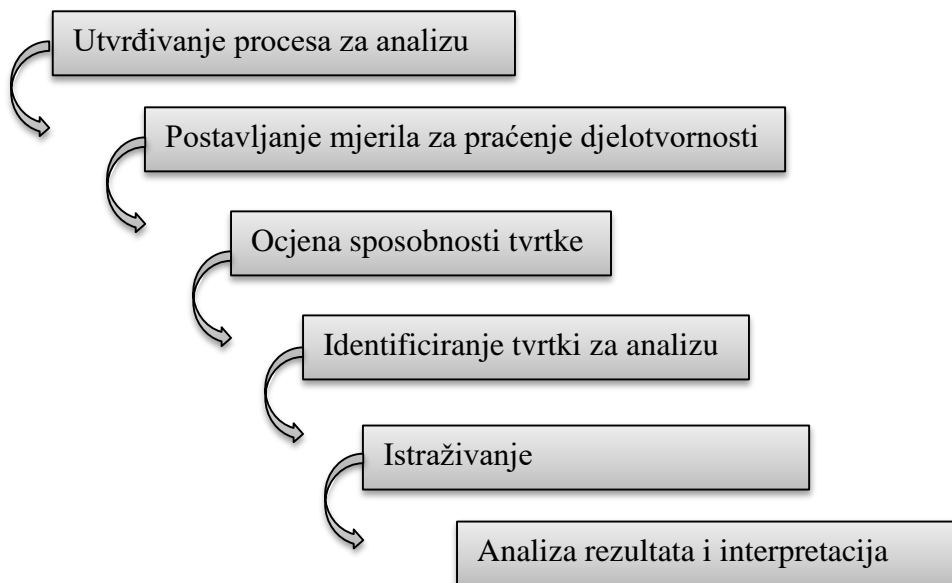 Utvrđivanje procesa za analizu
Postavljanje mjerila za praćenje djelotvornosti
Ocjena sposobnosti tvrtke
Identificiranje tvrtki za analizu
Istraživanje
Analiza rezultata i interpretacija